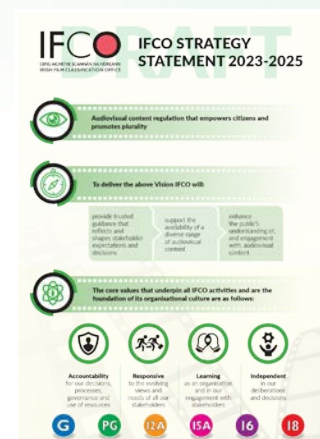 IFCO
OIFIG AICMITHE SCANNÁN NA hÉIREANN
IRISH FILM CLASSIFICATION OFFICE
DRAFT
IFCO STRATEGY
STATEMENT 2023-2025
Audiovisual content regulation that empowers citizens and
promotes plurality
To deliver the above Vision IFCO will:
provide trusted
guidance that
reflects and
shapes stakeholder
expectations and
decisions
support the
availability of a
diverse range
of audiovisual
content
enhance
the public's
understanding of,
and engagement
with, audiovisual
content
The core values that underpin all IFCO activities and are the
foundation of its organisational culture are as follows:
Accountability
for our decisions,
processes,
governance and
use of resources
Responsive
to the evolving
views and
needs of all our
stakeholders
Learning
as an organisation
and in our
engagement with
stakeholders
Independent
in our
deliberations
and decisions
G
PG
12A
15A
16
18